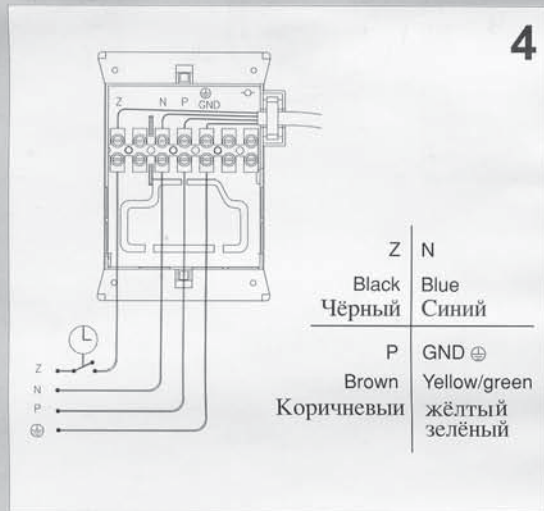 4
Z N P GND
Z
N
P
Z N
Black Blue
Чёрный Синий
P GND
Brown Yellow/green
Коричневыи жёлтый
зелёный